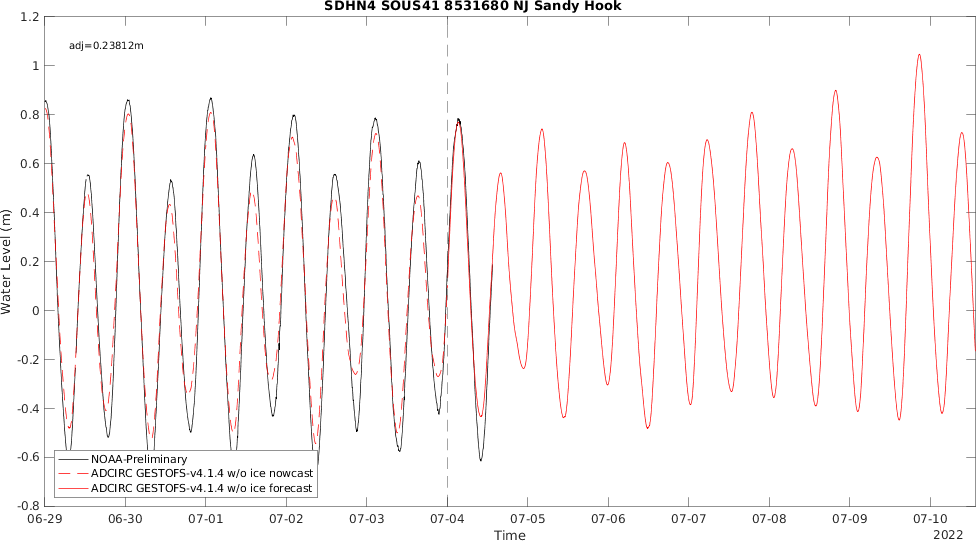 SDHN4 SOUS41 8531680 NJ Sandy Hook
1.2
adj=0.23812m
1
0.8
0.6
0.4
0.2
0
-0.2
-0.4
-0.6
-0.8
Water Level (m)
NOAA-Preliminary
ADCIRC GESTOFS-v4.1.4 w/o ice nowcast
ADCIRC GESTOFS-v4.1.4 w/o ice forecast
06-29 06-30 07-01 07-02 07-03 07-04 07-05 07-06 07-07 07-08 07-09 07-10
Time
2022